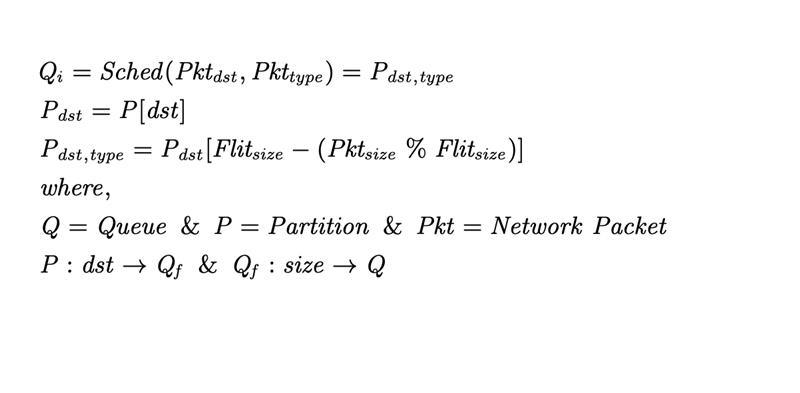 Q_i = Sched(Pkt_dst, Pkt_type) = P_dst,type
P_dst = P[dst]
P_dst,type = P_dst[Flit_size − (Pkt_size % Flit_size)]
where,
Q = Queue & P = Partition & Pkt = Network Packet
P : dst → Q_f & Q_f : size → Q